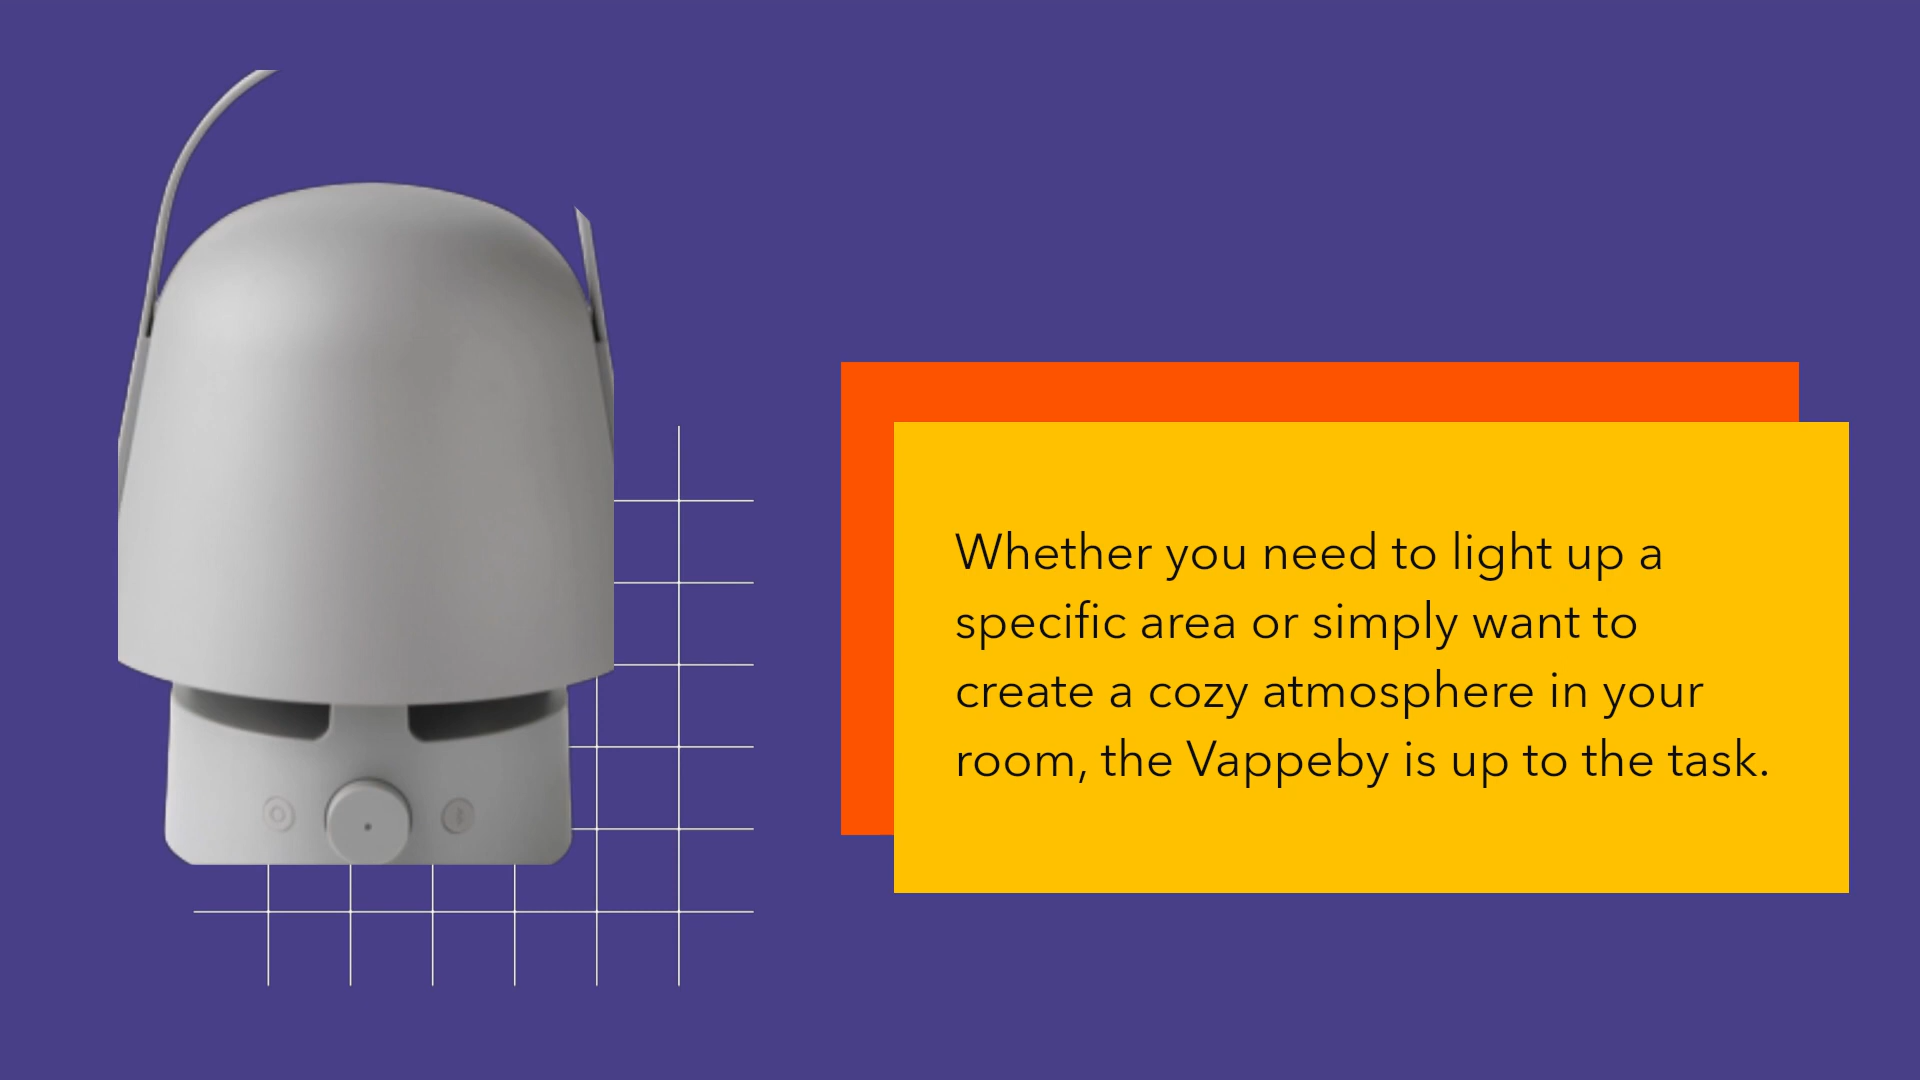 Whether you need to light up a
specific area or simply want to
create a cozy atmosphere in your
room, the Vappeby is up to the task.